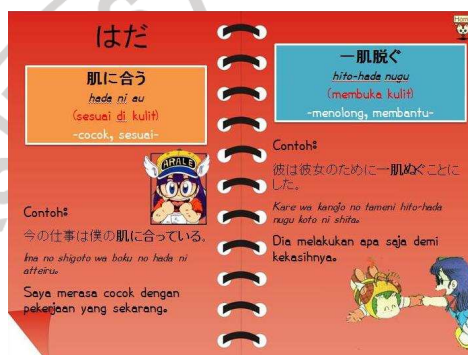 はだ
肌に合う
hada ni au
(sesuai di kulit)
-cocok, sesuai-
ARALE
Contoh:
今の仕事は僕の肌に合っている。
Ima no shigoto wa boku no hada ni
atteiru.
Saya merasa cocok dengan
pekerjaan yang sekarang.
Home
一肌脱ぐ
hito-hada nugu
(membuka kulit)
-menolong, membantu-
Contoh:
彼は彼女のために一肌ぬぐことに
した。
Kare wa kanojo no tameni hito-hada
nugu koto ni shita.
Dia melakukan apa saja demi
kekasihnya.